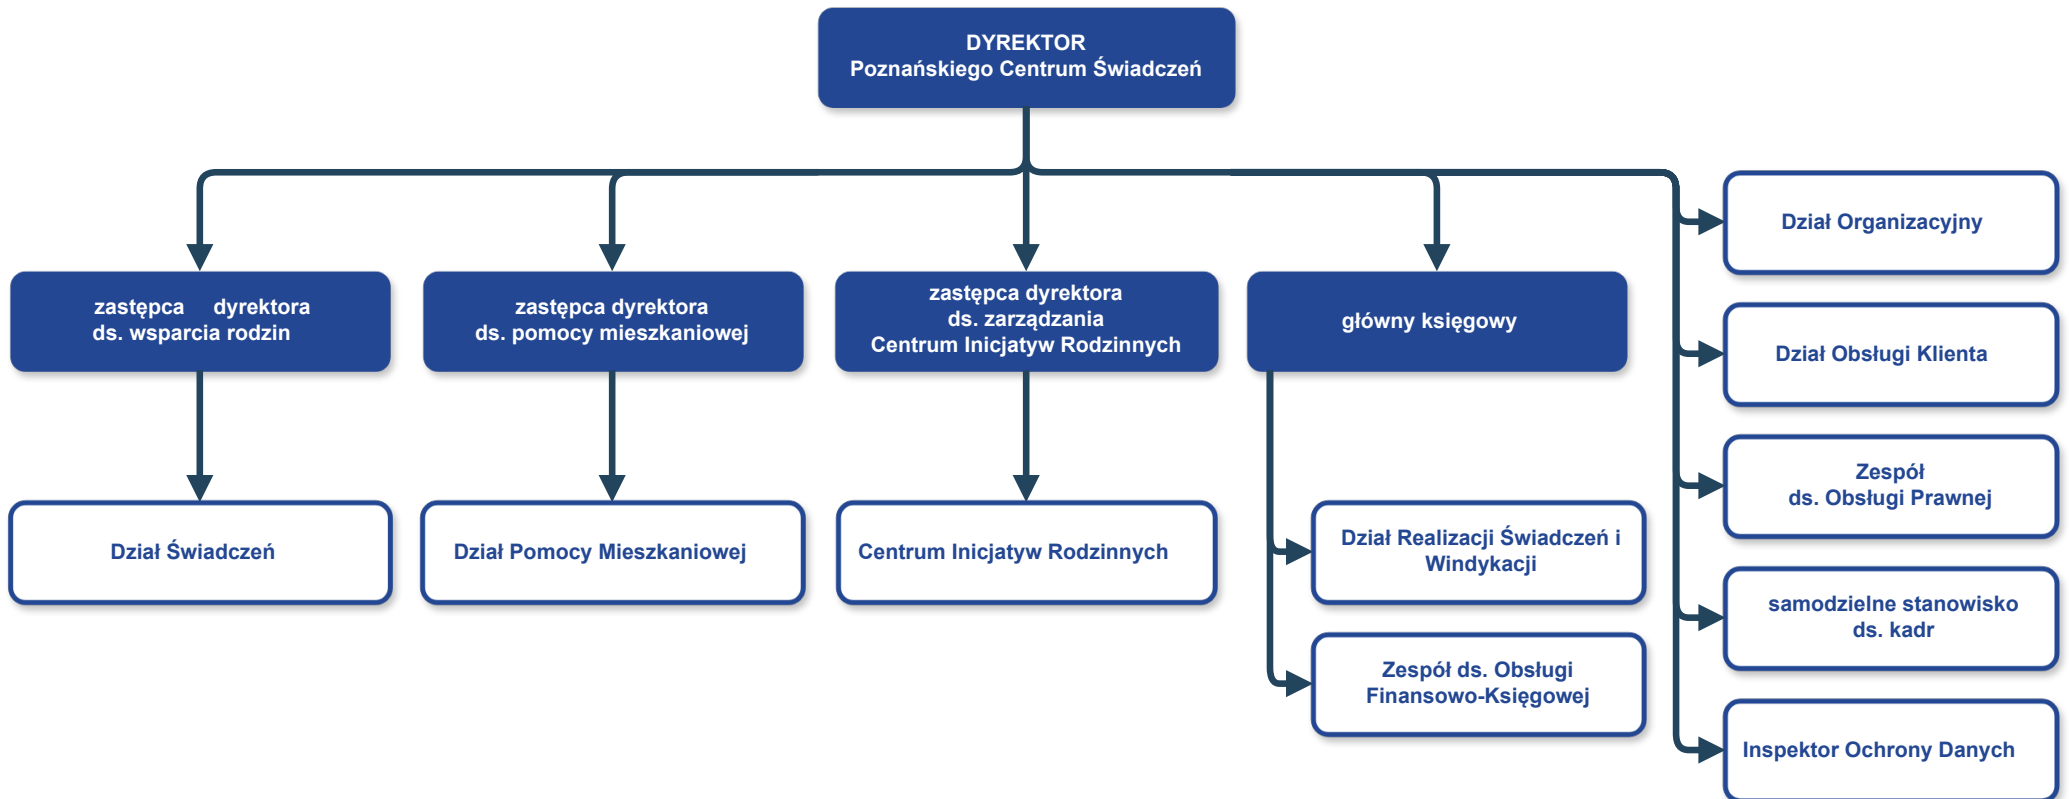 DYREKTOR
Poznańskiego Centrum Świadczeń
zastępca dyrektora
ds. wsparcia rodzin
zastępca dyrektora
ds. pomocy mieszkaniowej
zastępca dyrektora
ds. zarządzania
Centrum Inicjatyw Rodzinnych
główny księgowy
Dział Świadczeń
Dział Pomocy Mieszkaniowej
Centrum Inicjatyw Rodzinnych
Dział Realizacji Świadczeń i
Windykacji
Zespół ds. Obsługi
Finansowo-Księgowej
Dział Organizacyjny
Dział Obsługi Klienta
Zespół
ds. Obsługi Prawnej
samodzielne stanowisko
ds. kadr
Inspektor Ochrony Danych